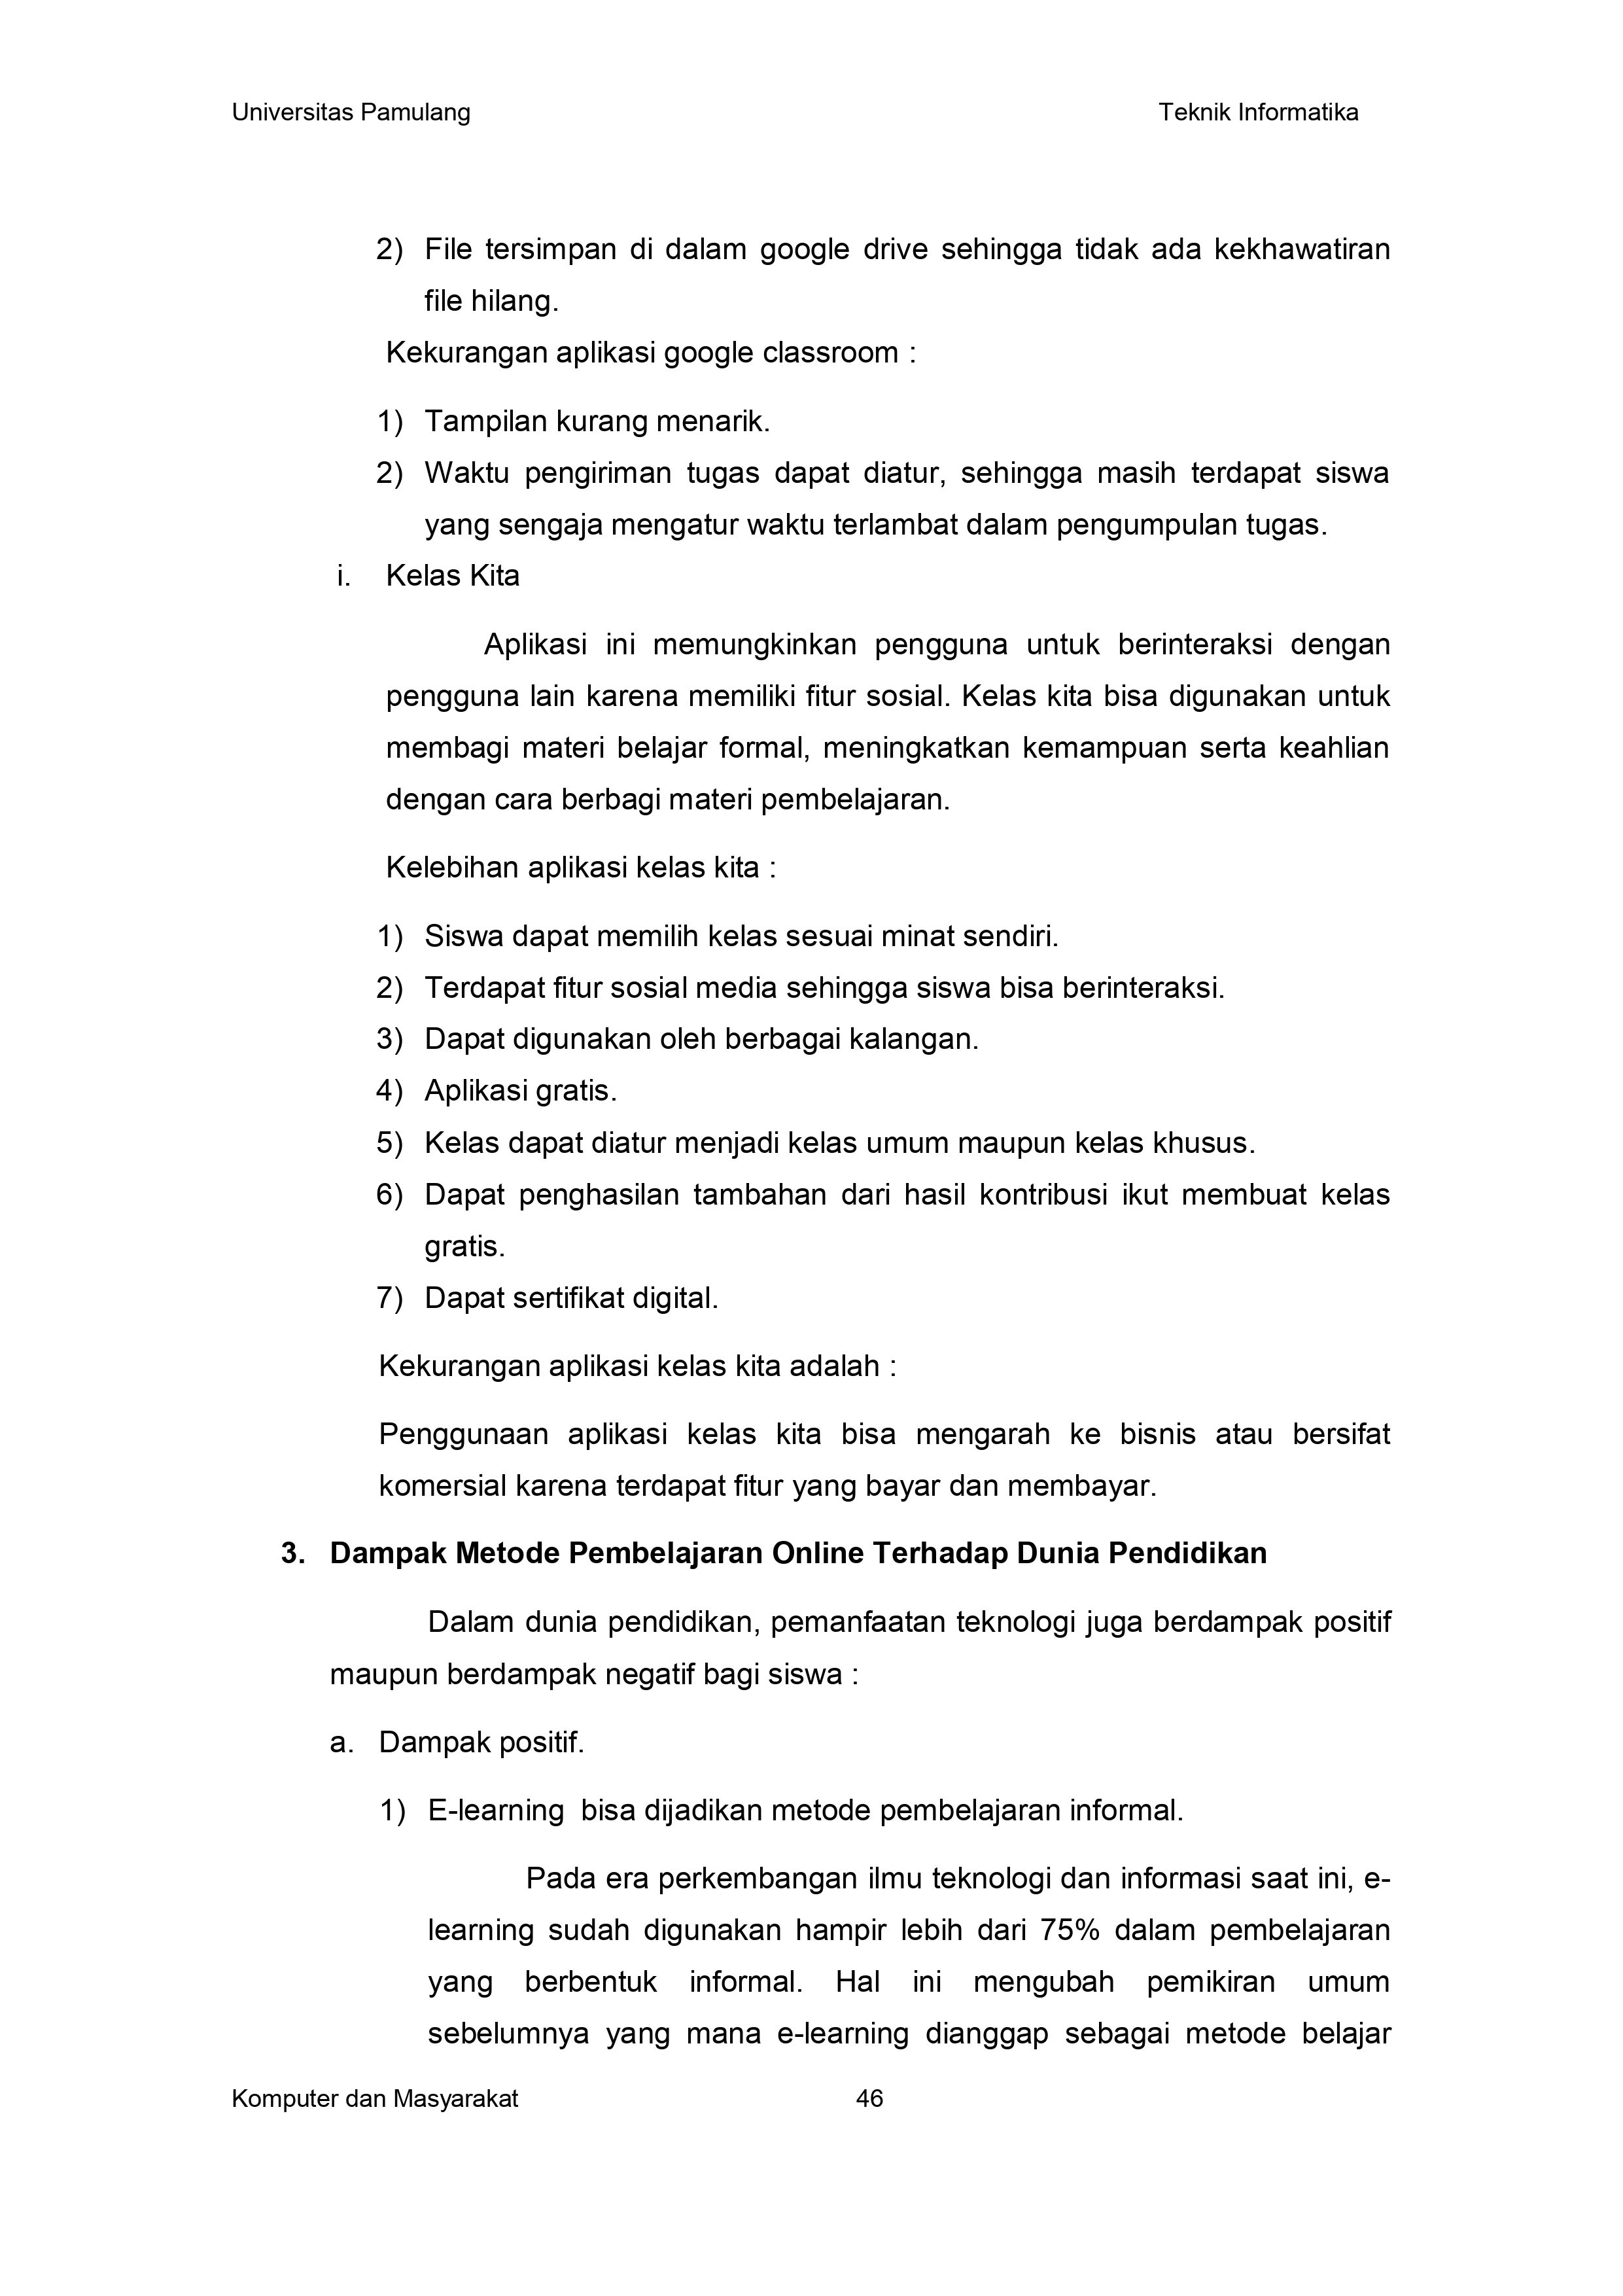 Universitas Pamulang Teknik Informatika
2) File tersimpan di dalam google drive sehingga tidak ada kekhawatiran
file hilang.
Kekurangan aplikasi google classroom :
1) Tampilan kurang menarik.
2) Waktu pengiriman tugas dapat diatur, sehingga masih terdapat siswa
yang sengaja mengatur waktu terlambat dalam pengumpulan tugas.
i. Kelas Kita
Aplikasi ini memungkinkan pengguna untuk berinteraksi dengan
pengguna lain karena memiliki fitur sosial. Kelas kita bisa digunakan untuk
membagi materi belajar formal, meningkatkan kemampuan serta keahlian
dengan cara berbagi materi pembelajaran.
Kelebihan aplikasi kelas kita :
1) Siswa dapat memilih kelas sesuai minat sendiri.
2) Terdapat fitur sosial media sehingga siswa bisa berinteraksi.
3) Dapat digunakan oleh berbagai kalangan.
4) Aplikasi gratis.
5) Kelas dapat diatur menjadi kelas umum maupun kelas khusus.
6) Dapat penghasilan tambahan dari hasil kontribusi ikut membuat kelas
gratis.
7) Dapat sertifikat digital.
Kekurangan aplikasi kelas kita adalah :
Penggunaan aplikasi kelas kita bisa mengarah ke bisnis atau bersifat
komersial karena terdapat fitur yang bayar dan membayar.
3. Dampak Metode Pembelajaran Online Terhadap Dunia Pendidikan
Dalam dunia pendidikan, pemanfaatan teknologi juga berdampak positif
maupun berdampak negatif bagi siswa :
a. Dampak positif.
1) E-learning bisa dijadikan metode pembelajaran informal.
Pada era perkembangan ilmu teknologi dan informasi saat ini, e-
learning sudah digunakan hampir lebih dari 75% dalam pembelajaran
yang berbentuk informal. Hal ini mengubah pemikiran umum
sebelumnya yang mana e-learning dianggap sebagai metode belajar
Komputer dan Masyarakat 46